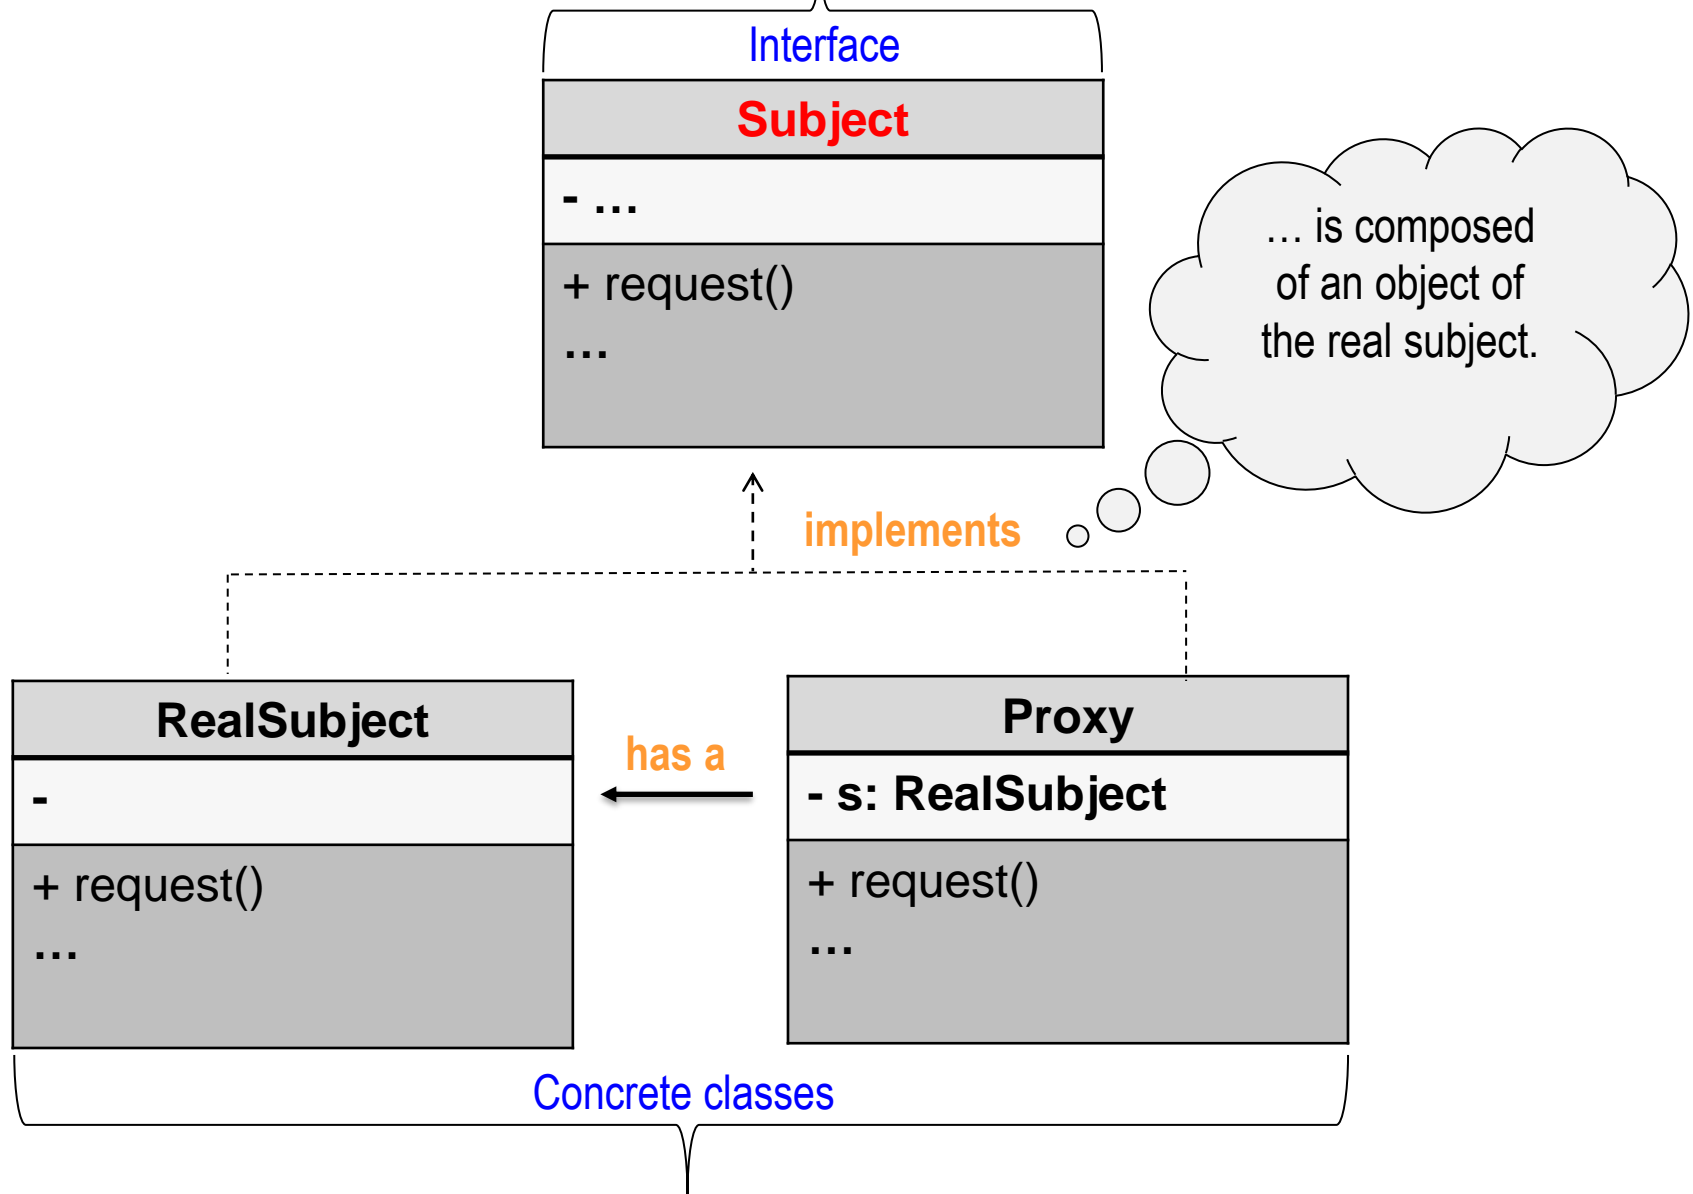 Interface
Subject
- …
+ request()
…
… is composed
of an object of
the real subject.
implements
RealSubject
-
+ request()
…
has a
Proxy
- s: RealSubject
+ request()
…
Concrete classes